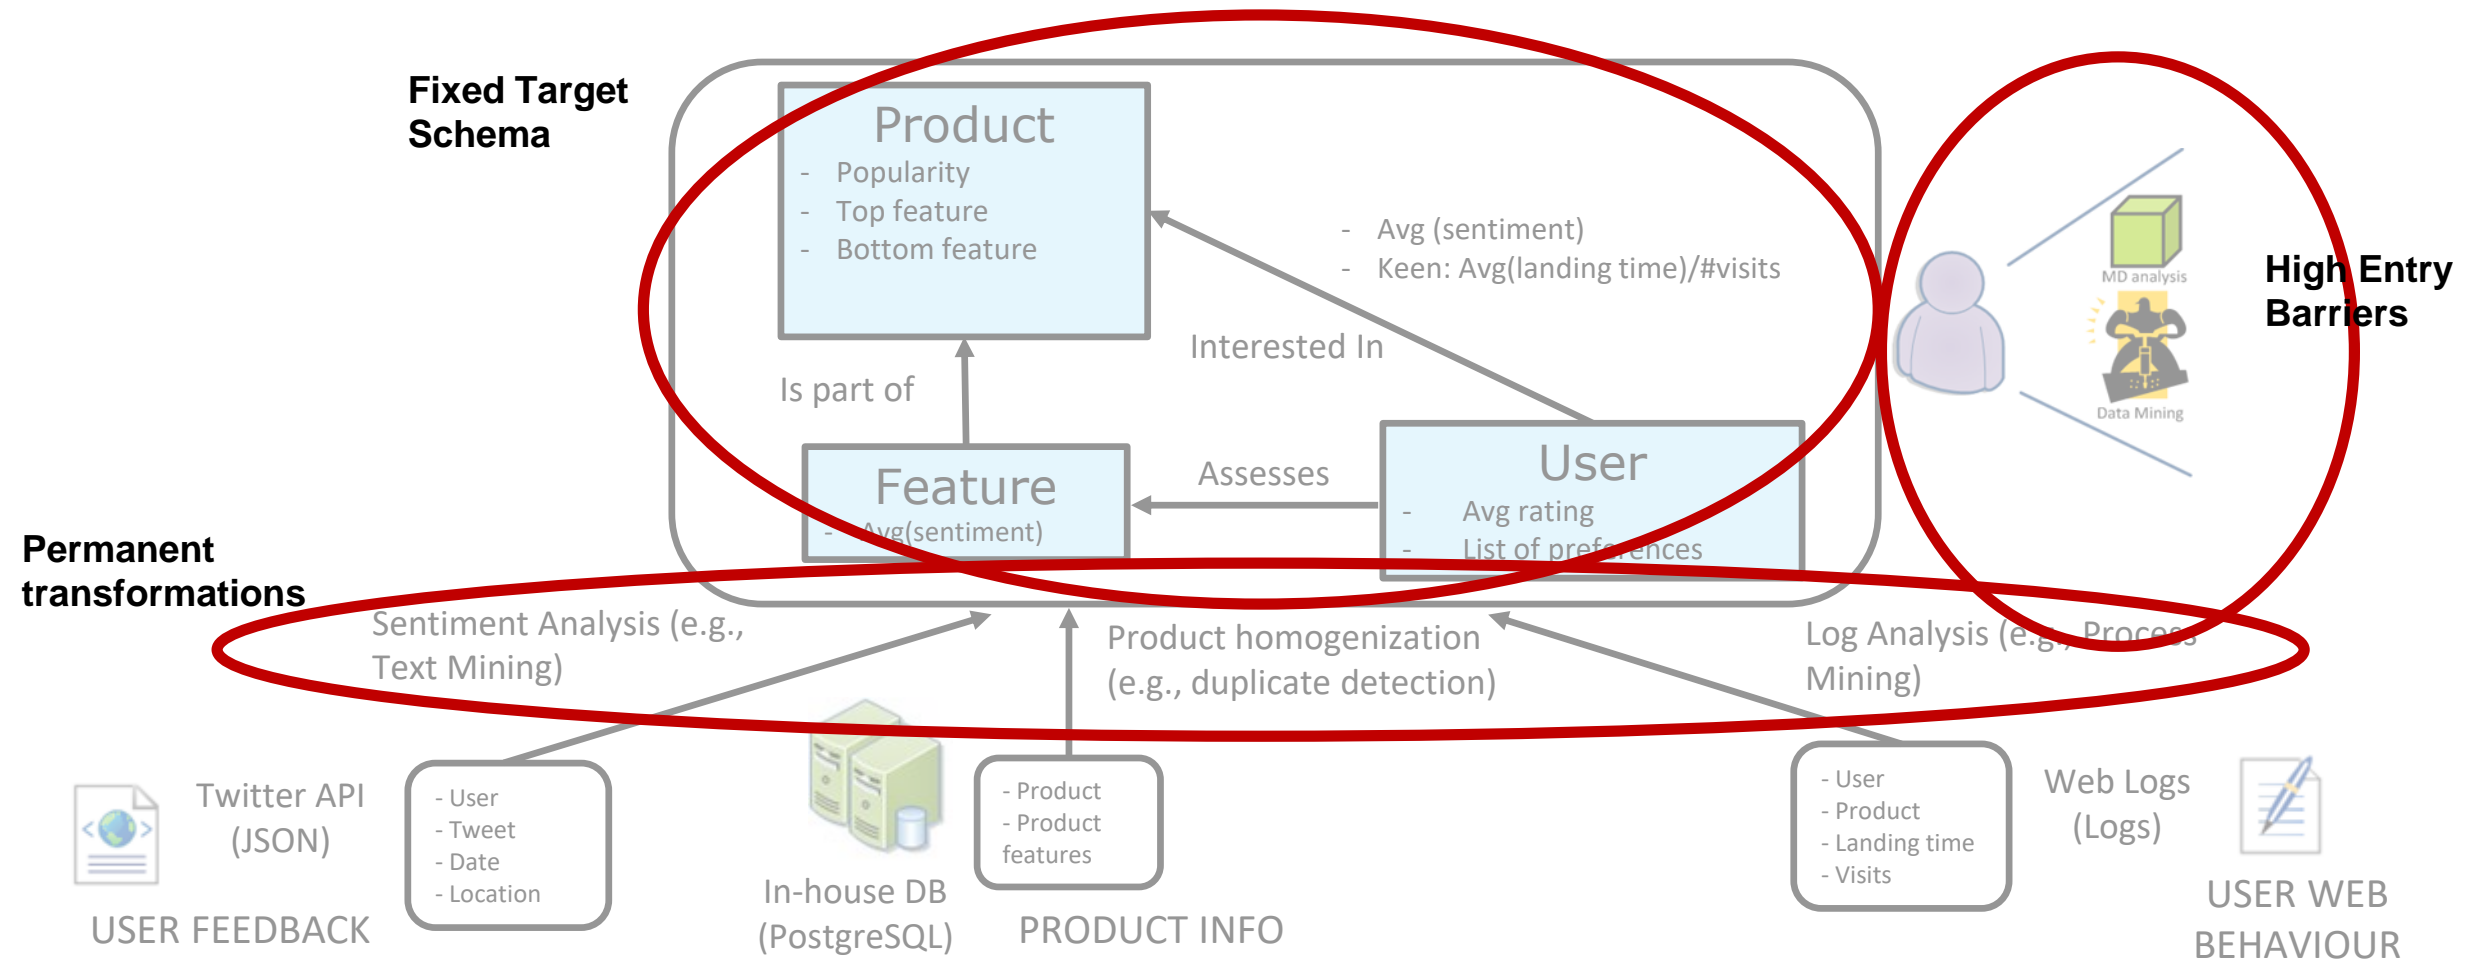 Fixed Target
Schema
Product
- Popularity
- Top feature
- Bottom feature
- Avg (sentiment)
- Keen: Avg(landing time)/#visits
MD analysis
High Entry
Barriers
Interested In
Is part of
Data Mining
Feature
- Avg(sentiment)
Assesses
User
- Avg rating
- List of preferences
Permanent
transformations
Sentiment Analysis (e.g.,
Text Mining)
Product homogenization
(e.g., duplicate detection)
Log Analysis (e.g., Process
Mining)
Twitter API
(JSON)
- User
- Tweet
- Date
- Location
USER FEEDBACK
In-house DB
(PostgreSQL)
- Product
- Product
features
PRODUCT INFO
- User
- Product
- Landing time
- Visits
Web Logs
(Logs)
USER WEB
BEHAVIOUR